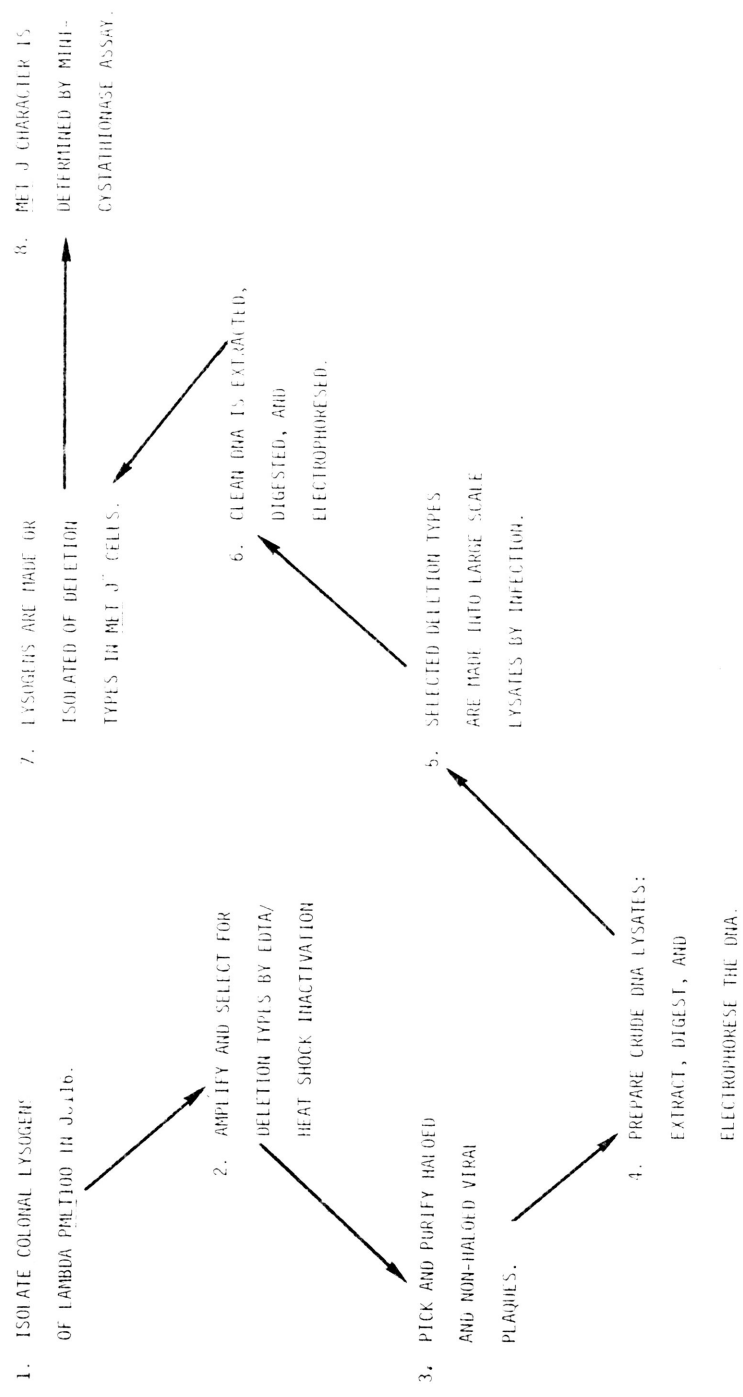 1. ISOLATE COLONAL LYSOGENS
OF LAMBDA PMET100 IN
2. AMPLIFY AND SELECT FOR
DELETION TYPES BY EDTA/
HEAT SHOCK INACTIVATION
3. PICK AND PURIFY HALOED
AND NON-HALOED VIRAL
PLAQUES.
4. PREPARE CRUDE DNA LYSATES:
EXTRACT, DIGEST, AND
ELECTROPHORESE THE DNA.
5. SELECTED DELETION TYPES
ARE MADE INTO LARGE SCALE
LYSATES BY INFECTION.
6. CLEAN DNA IS EXTRACTED,
DIGESTED, AND
ELECTROPHORESED.
7. LYSOGENS ARE MADE OR
ISOLATED OF DELETION
TYPES IN MET J⁻ CELLS.
8. MET J CHARACTER IS
DETERMINED BY MINI-
CYSTATHIONASE ASSAY.